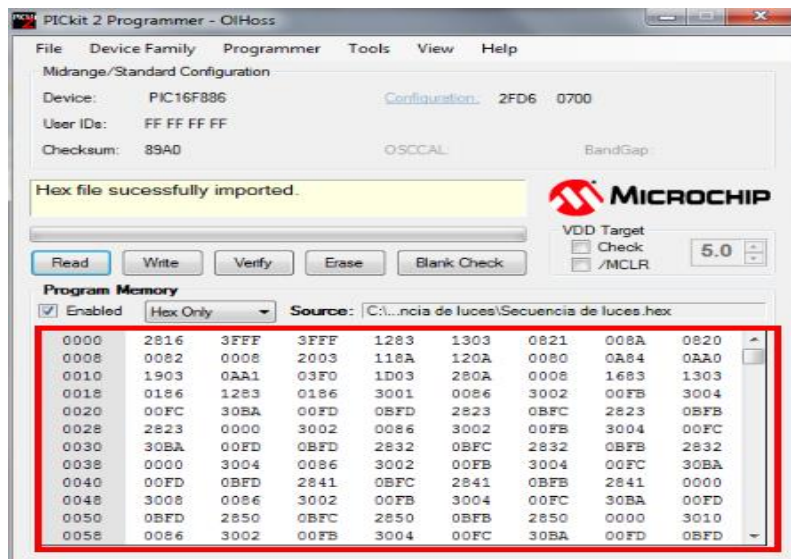 PICkit 2 Programmer - OlHoss
File Device Family Programmer Tools View Help
Midrange/Standard Configuration
Device: PIC16F886 Configuration: 2FD6 0700
User IDs: FF FF FF FF
Checksum: 89A0 OSCCAL: BandGap:
Hex file sucessfully imported.
MICROCHIP
VDD Target
Check
/MCLR
5.0
Read Write Verify Erase Blank Check
Program Memory
Enabled Hex Only Source: C:\...ncia de luces\Secuencia de luces.hex
0000 2816 3FFF 3FFF 1283 1303 0821 008A 0820
0008 0082 0008 2003 118A 120A 0080 0A84 0AA0
0010 1903 0AA1 03F0 1D03 280A 0008 1683 1303
0018 0186 1283 0186 3001 0086 3002 00FB 3004
0020 00FC 30BA 00FD 0BFD 2823 0BFC 2823 0BFB
0028 2823 0000 3002 0086 3002 00FB 3004 00FC
0030 30BA 00FD 0BFD 2832 0BFC 2832 0BFB 2832
0038 0000 3004 0086 3002 00FB 3004 00FC 30BA
0040 00FD 0BFD 2841 0BFC 2841 0BFB 2841 0000
0048 3008 0086 3002 00FB 3004 00FC 30BA 00FD
0050 0BFD 2850 0BFC 2850 0BFB 2850 0000 3010
0058 0086 3002 00FB 3004 00FC 30BA 00FD 0BFD